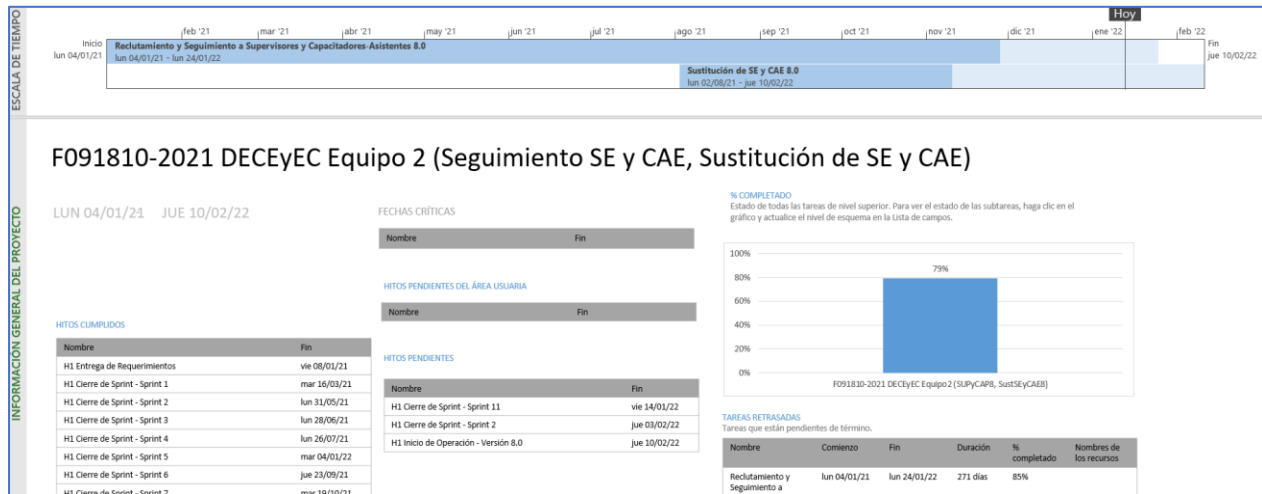 ESCALA DE TIEMPO
Hoy
feb '21 mar '21 abr '21 may '21 jun '21 jul '21 ago '21 sep '21 oct '21 nov '21 dic '21 ene '22 feb '22
Inicio
lun 04/01/21
Reclutamiento y Seguimiento a Supervisores y Capacitadores-Asistentes 8.0
lun 04/01/21 - lun 24/01/22
Fin
jue 10/02/22
Sustitución de SE y CAE 8.0
lun 02/08/21 - jue 10/02/22
INFORMACIÓN GENERAL DEL PROYECTO
F091810-2021 DECEyEC Equipo 2 (Seguimiento SE y CAE, Sustitución de SE y CAE)
LUN 04/01/21 JUE 10/02/22
HITOS CUMPLIDOS
Nombre Fin
H1 Entrega de Requerimientos vie 08/01/21
H1 Cierre de Sprint - Sprint 1 mar 16/03/21
H1 Cierre de Sprint - Sprint 2 lun 31/05/21
H1 Cierre de Sprint - Sprint 3 lun 28/06/21
H1 Cierre de Sprint - Sprint 4 lun 26/07/21
H1 Cierre de Sprint - Sprint 5 mar 04/01/22
H1 Cierre de Sprint - Sprint 6 jue 23/09/21
H1 Cierre de Sprint - Sprint 7 mar 19/10/21
FECHAS CRÍTICAS
Nombre Fin
HITOS PENDIENTES DEL ÁREA USUARIA
Nombre Fin
HITOS PENDIENTES
Nombre Fin
H1 Cierre de Sprint - Sprint 11 vie 14/01/22
H1 Cierre de Sprint - Sprint 2 jue 03/02/22
H1 Inicio de Operación - Versión 8.0 jue 10/02/22
% COMPLETADO
Estado de todas las tareas de nivel superior. Para ver el estado de las subtareas, haga clic en el
gráfico y actualice el nivel de esquema en la Lista de campos.
100%
80%
60%
40%
20%
0%
79%
F091810-2021 DECEyEC Equipo 2 (SUPyCAP8, SustSEyCAE8)
TAREAS RETRASADAS
Tareas que están pendientes de término.
Nombre Comienzo Fin Duración % completado Nombres de los recursos
Reclutamiento y lun 04/01/21 lun 24/01/22 271 días 85%
Seguimiento a